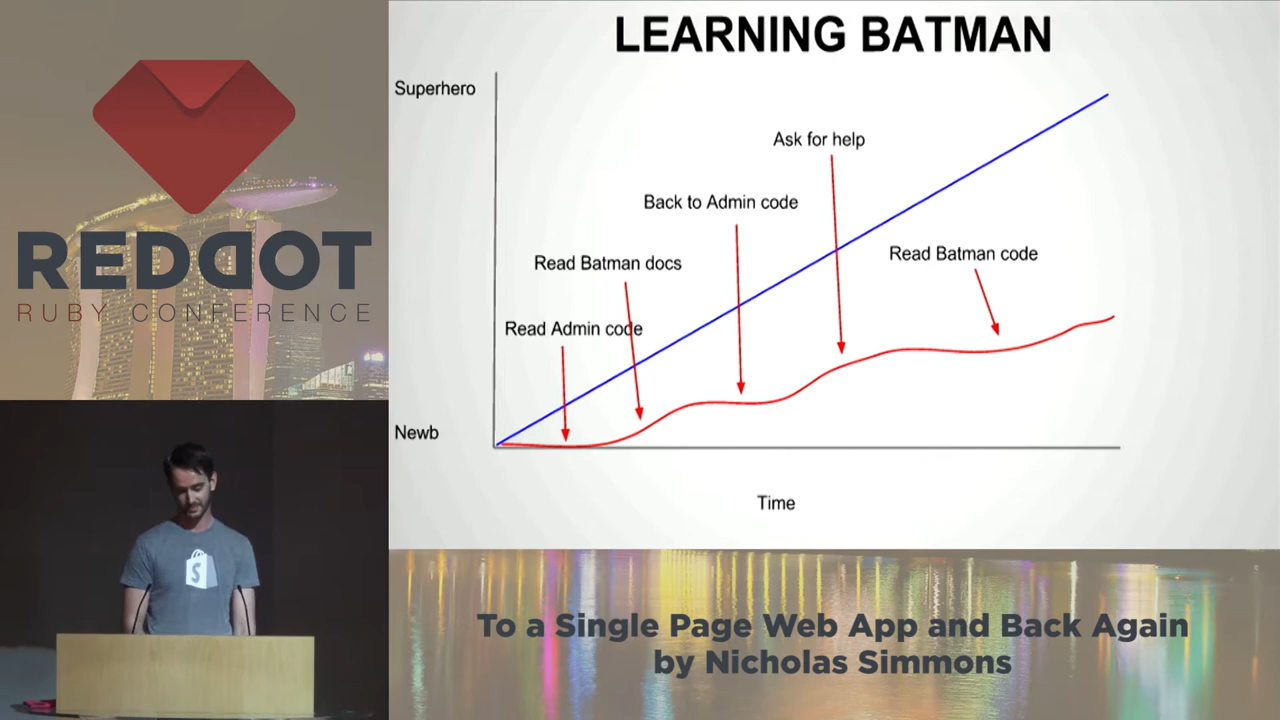 REDDOT
RUBY CONFERENCE
LEARNING BATMAN
Superhero
Ask for help
Back to Admin code
Read Batman code
Read Batman docs
Read Admin code
Newb
Time
S
To a Single Page Web App and Back Again
by Nicholas Simmons